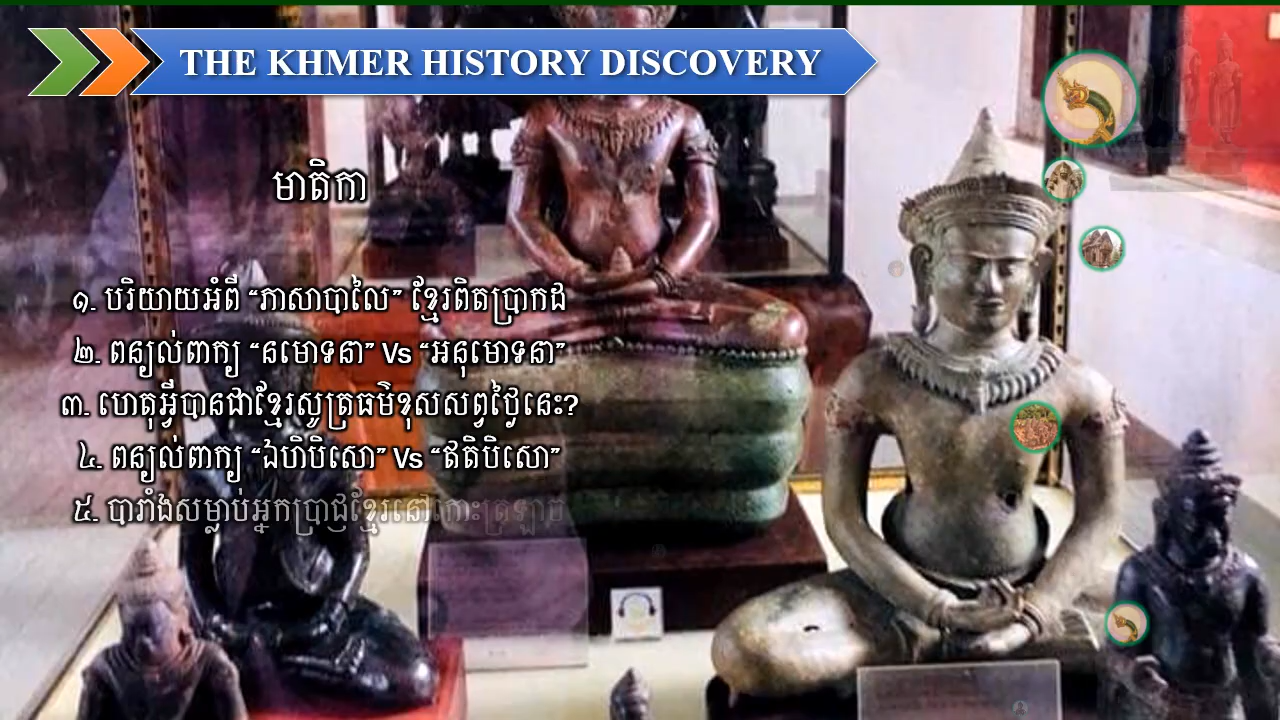 THE KHMER HISTORY DISCOVERY
មាតិកា
១. បរិយាយអំពី “ភាសាបាលៃ” ខ្មែរពិតប្រាកដ
២. ពន្យល់ពាក្យ “នមោទនា” Vs “អនុមោទនា”
៣. ហេតុអ្វីបានជាខ្មែរសូត្រធម៌ខុសសព្វថ្ងៃនេះ?
៤. ពន្យល់ពាក្យ “ឯហិបិសោ” Vs “ឥតិបិសោ”
៥. បារាំងសម្លាប់អ្នកប្រាជ្ញខ្មែរនៅកោះត្រឡាច